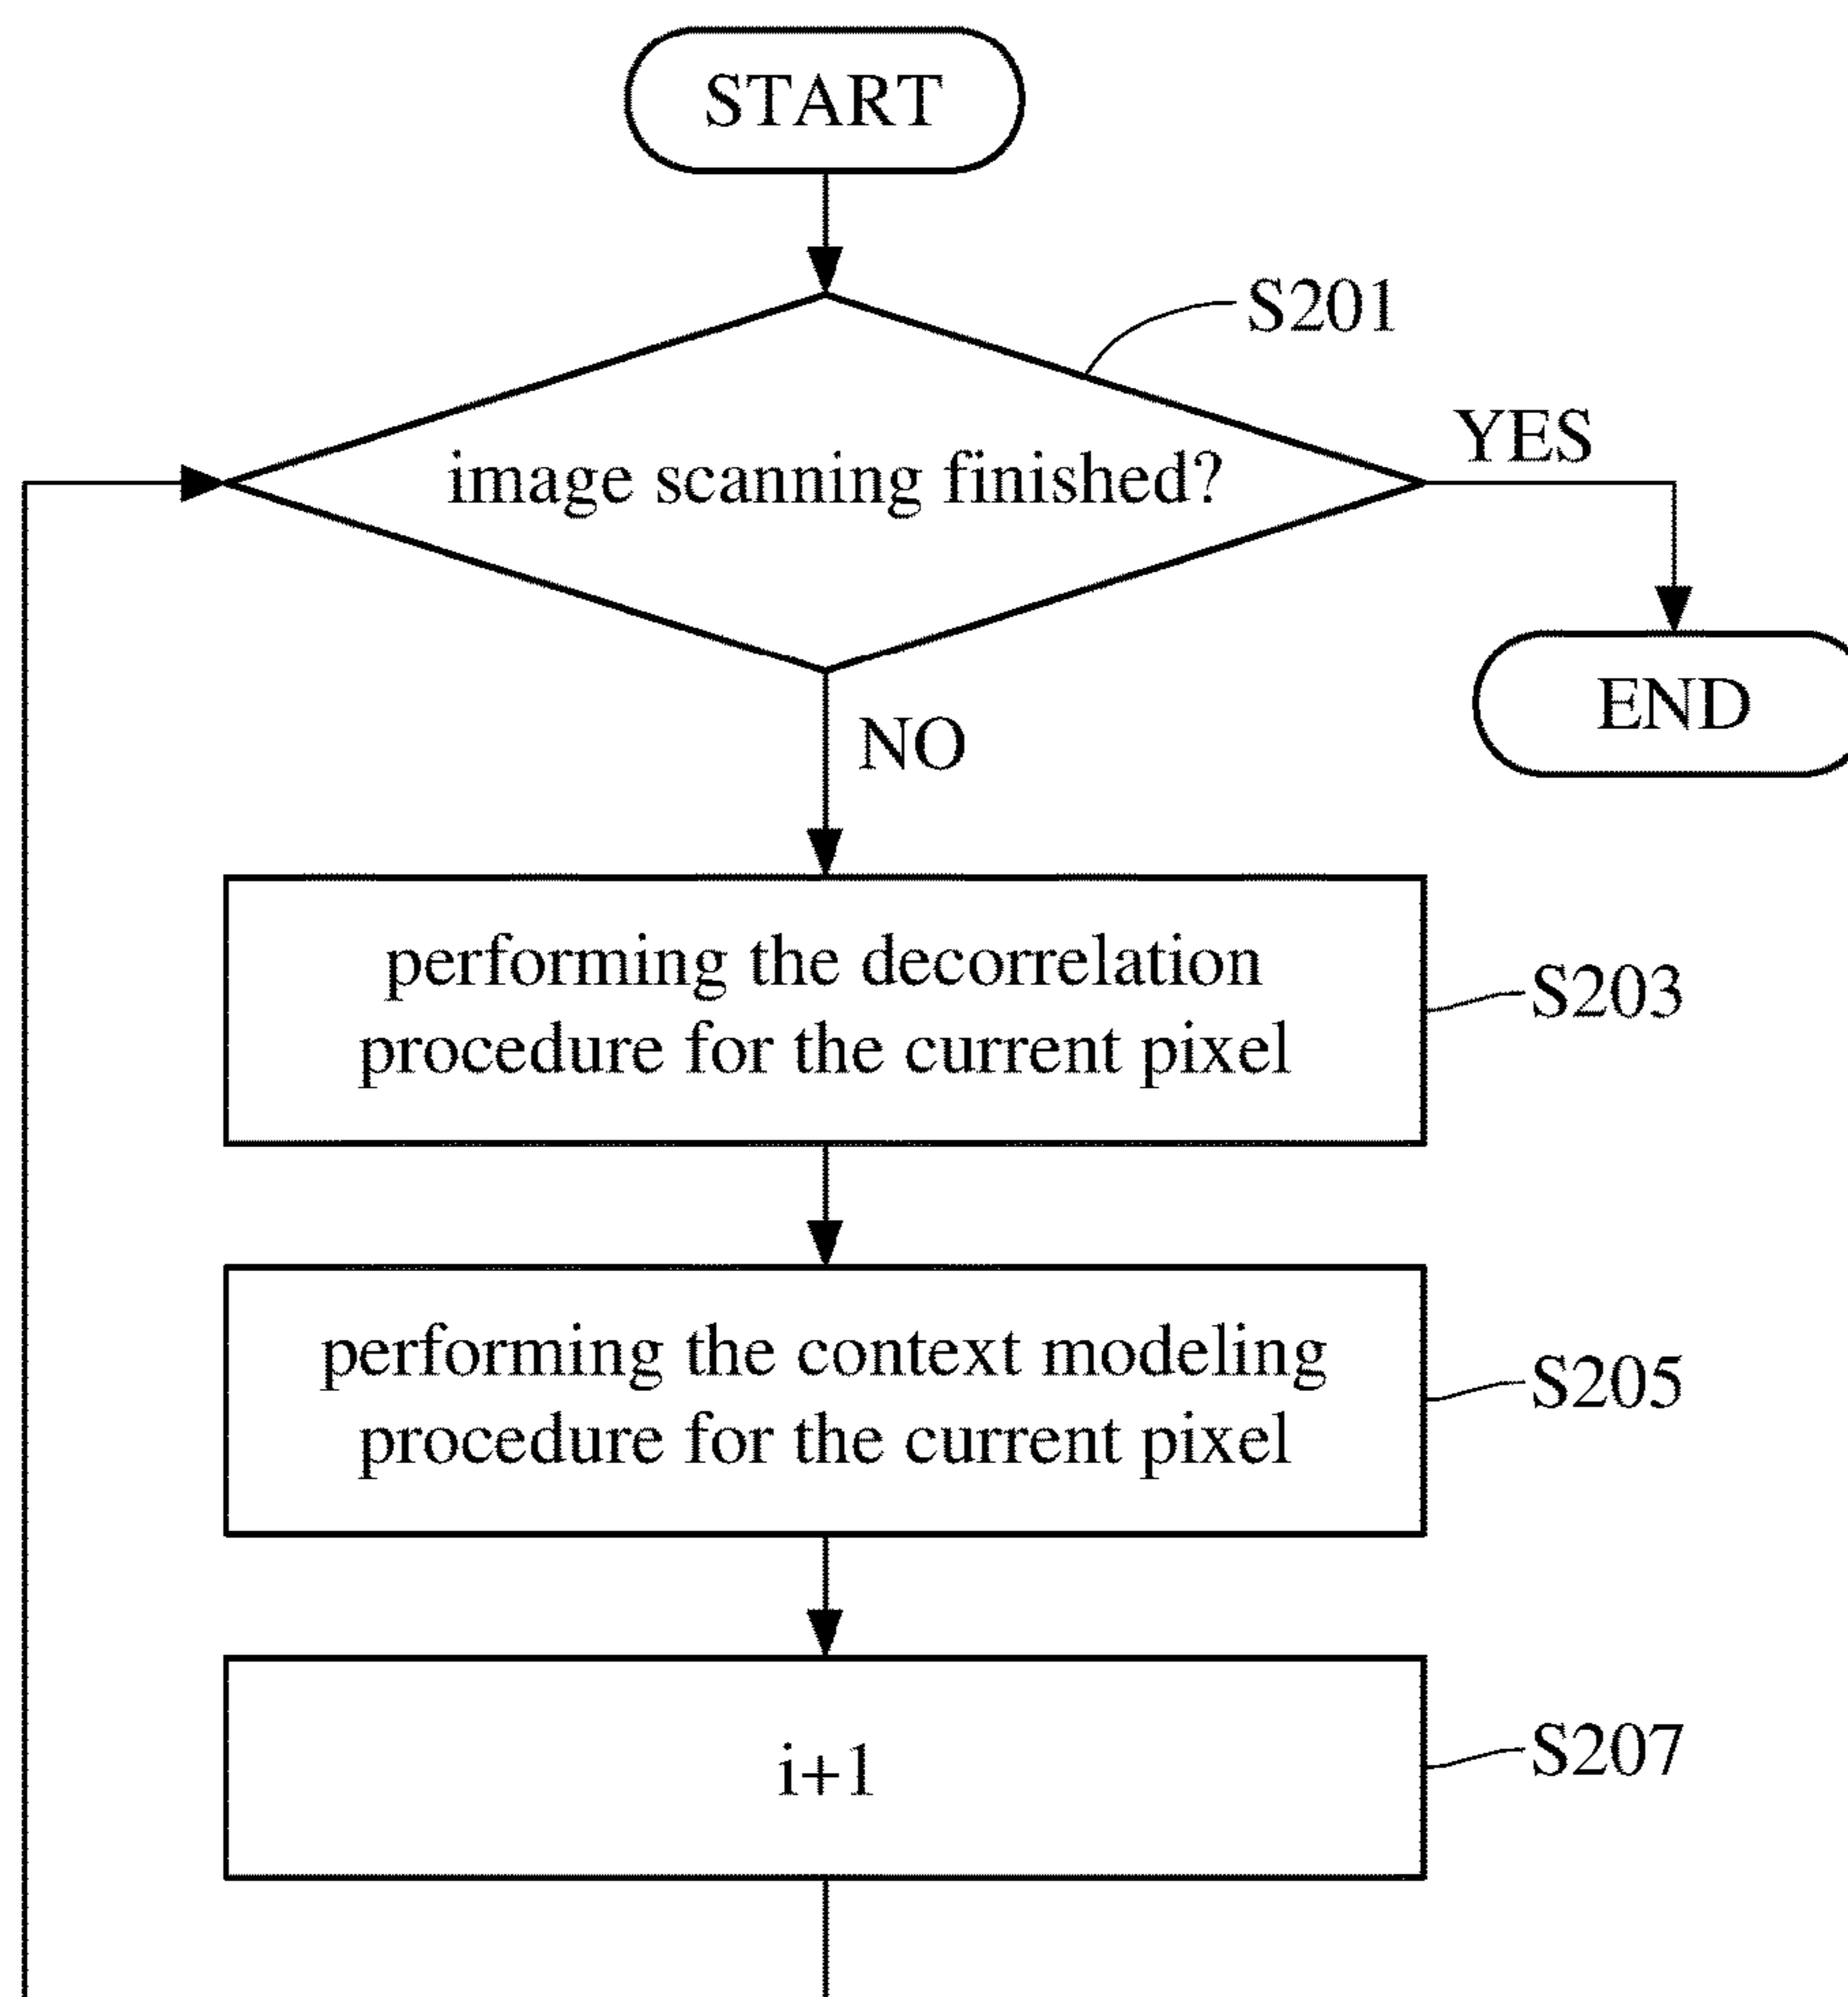 START
S201
image scanning finished?
YES
END
NO
performing the decorrelation
procedure for the current pixel
S203
performing the context modeling
procedure for the current pixel
S205
i+1
S207